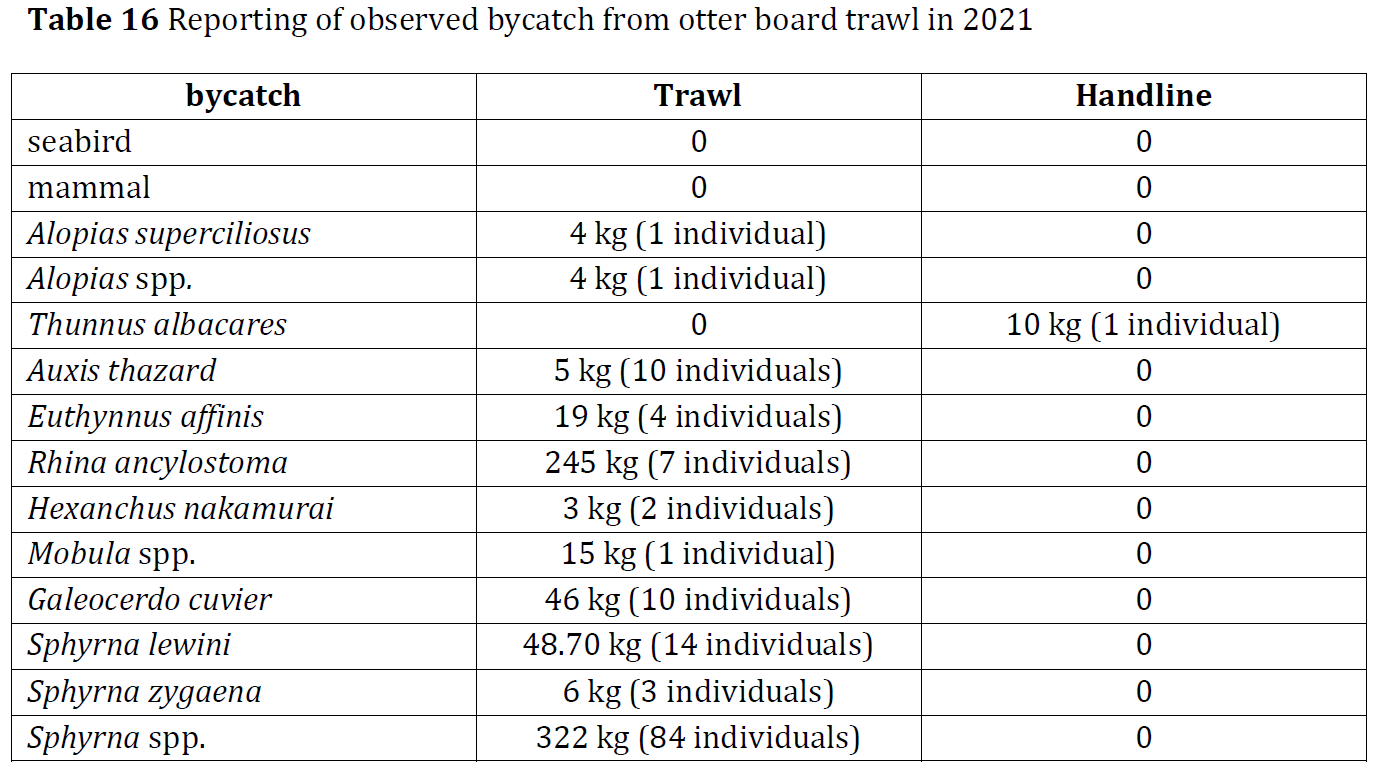 Table 16 Reporting of observed bycatch from otter board trawl in 2021
bycatch Trawl Handline
seabird 0 0
mammal 0 0
Alopias superciliosus 4 kg (1 individual) 0
Alopias spp. 4 kg (1 individual) 0
Thunnus albacares 0 10 kg (1 individual)
Auxis thazard 5 kg (10 individuals) 0
Euthynnus affinis 19 kg (4 individuals) 0
Rhina ancylostoma 245 kg (7 individuals) 0
Hexanchus nakamurai 3 kg (2 individuals) 0
Mobula spp. 15 kg (1 individual) 0
Galeocerdo cuvier 46 kg (10 individuals) 0
Sphyrna lewini 48.70 kg (14 individuals) 0
Sphyrna zygaena 6 kg (3 individuals) 0
Sphyrna spp. 322 kg (84 individuals) 0